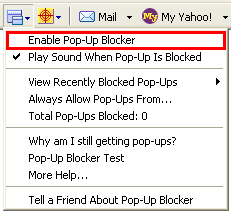 Mail My Yahoo!
Enable Pop-Up Blocker
Play Sound When Pop-Up Is Blocked
View Recently Blocked Pop-Ups
Always Allow Pop-Ups From...
Total Pop-Ups Blocked: 0
Why am I still getting pop-ups?
Pop-Up Blocker Test
More Help...
Tell a Friend About Pop-Up Blocker